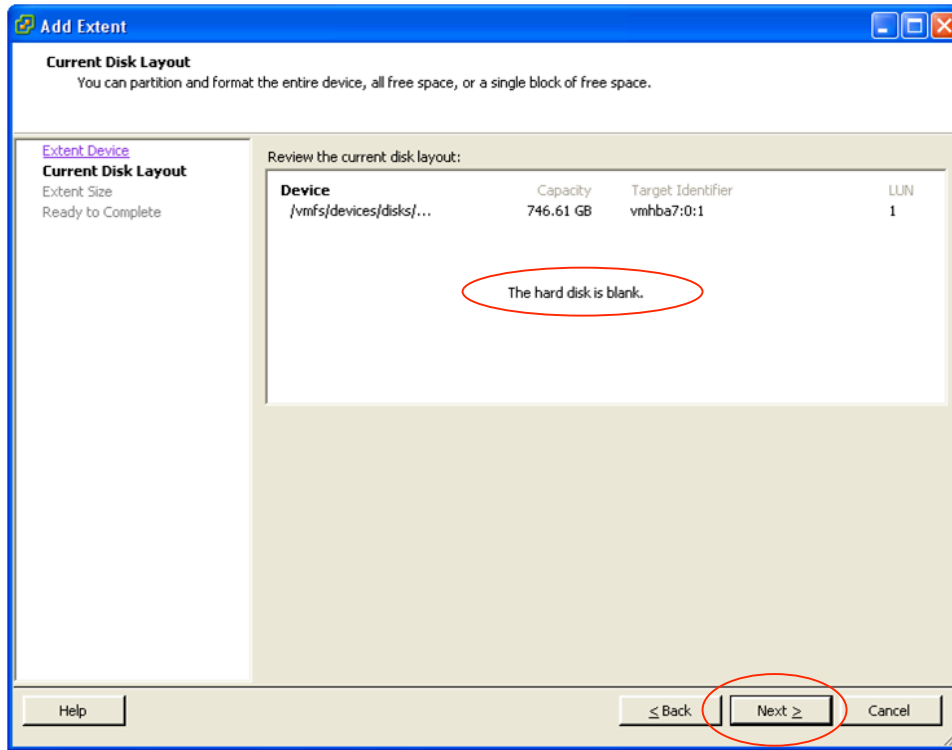 Add Extent
Current Disk Layout
You can partition and format the entire device, all free space, or a single block of free space.
Extent Device
Current Disk Layout
Extent Size
Ready to Complete
Review the current disk layout:
Device Capacity Target Identifier LUN
/vmfs/devices/disks/... 746.61 GB vmhba7:0:1 1
The hard disk is blank.
Help < Back Next > Cancel